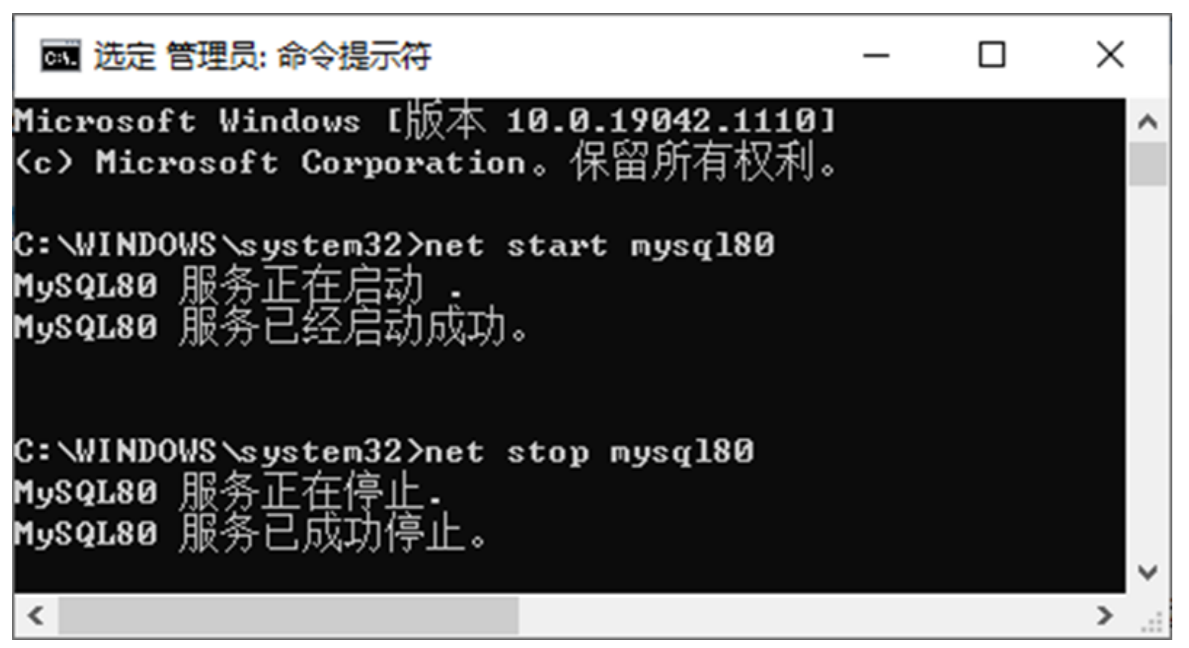 选定 管理员: 命令提示符
Microsoft Windows [版本 10.0.19042.1110]
(c) Microsoft Corporation。保留所有权利。
C:\WINDOWS\system32>net start mysql80
MySQL80 服务正在启动 .
MySQL80 服务已经启动成功。
C:\WINDOWS\system32>net stop mysql80
MySQL80 服务正在停止.
MySQL80 服务已成功停止。